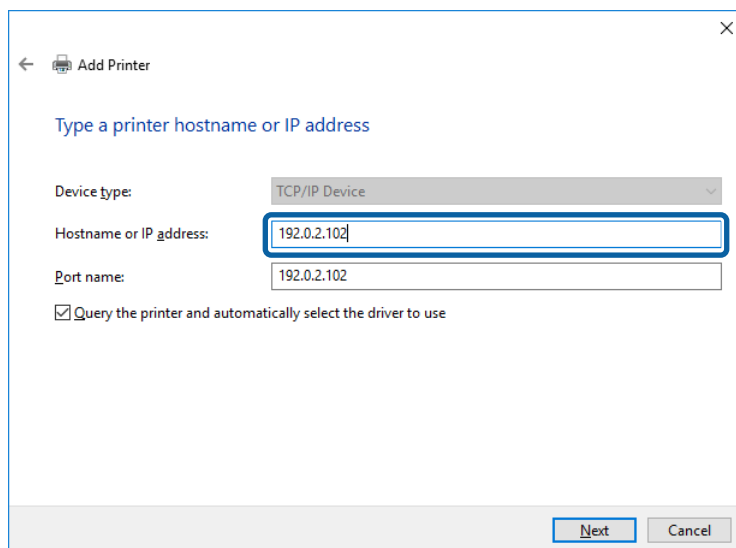 Add Printer
Type a printer hostname or IP address
Device type: TCP/IP Device
Hostname or IP address: 192.0.2.102
Port name: 192.0.2.102
Query the printer and automatically select the driver to use
Next Cancel